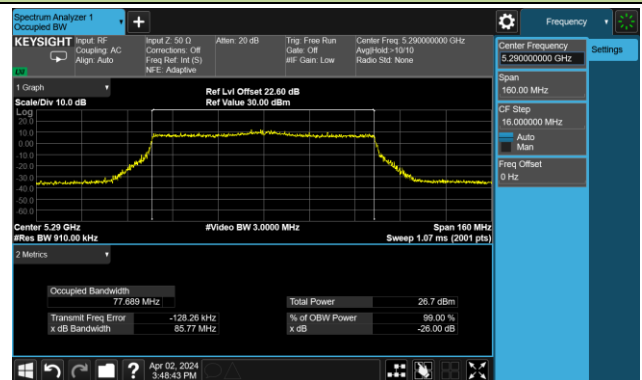 Spectrum Analyzer 1
Occupied BW
Frequency
KEYSIGHT
Input: RF
Coupling: AC
Align: Auto
Input Z: 50 Ω
Corrections: Off
Freq Ref: Int (S)
NFE: Adaptive
Atten: 20 dB
Trig: Free Run
Gate: Off
#IF Gain: Low
Center Freq: 5.290000000 GHz
Avg|Hold:>10/10
Radio Std: None
Center Frequency
5.290000000 GHz
Settings
Span
160.00 MHz
CF Step
16.000000 MHz
Auto
Man
Freq Offset
0 Hz
1 Graph
Scale/Div 10.0 dB
Ref Lvl Offset 22.60 dB
Ref Value 30.00 dBm
Log
20.0
10.0
0.00
-10.0
-20.0
-30.0
-40.0
-50.0
-60.0
Center 5.29 GHz
#Res BW 910.00 kHz
#Video BW 3.0000 MHz
Span 160 MHz
Sweep 1.07 ms (2001 pts)
2 Metrics
Occupied Bandwidth
77.689 MHz
Total Power 26.7 dBm
Transmit Freq Error -128.26 kHz
% of OBW Power 99.00 %
x dB Bandwidth 85.77 MHz
x dB -26.00 dB
?
Apr 02, 2024
3:48:43 PM